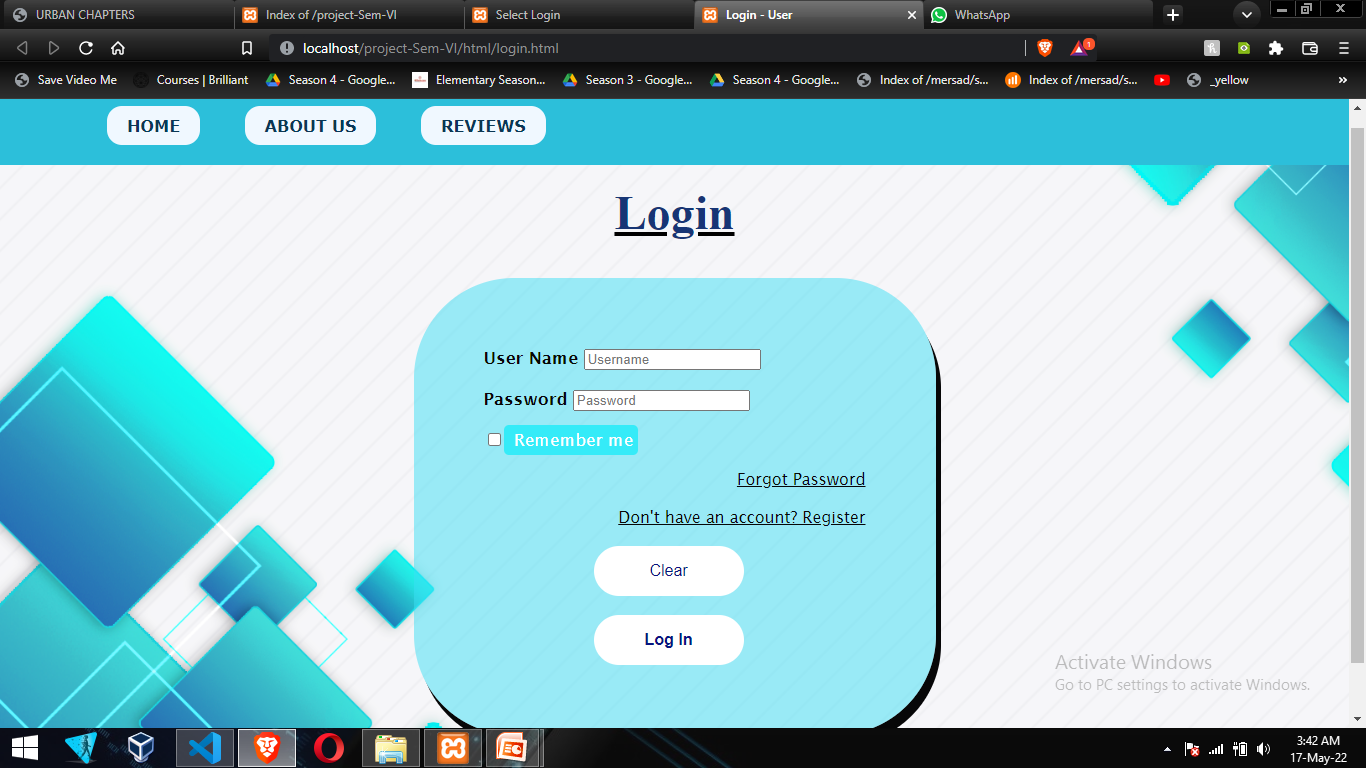 URBAN CHAPTERS
Index of /project-Sem-VI
Select Login
Login - User
WhatsApp
localhost/project-Sem-VI/html/login.html
1
Save Video Me
Courses | Brilliant
Season 4 - Google...
Elementary Season...
Season 3 - Google...
Season 4 - Google...
Index of /mersad/s...
Index of /mersad/s...
_yellow
HOME
ABOUT US
REVIEWS
Login
User Name Username
Password Password
Remember me
Forgot Password
Don't have an account? Register
Clear
Log In
Activate Windows
Go to PC settings to activate Windows.
3:42 AM
17-May-22